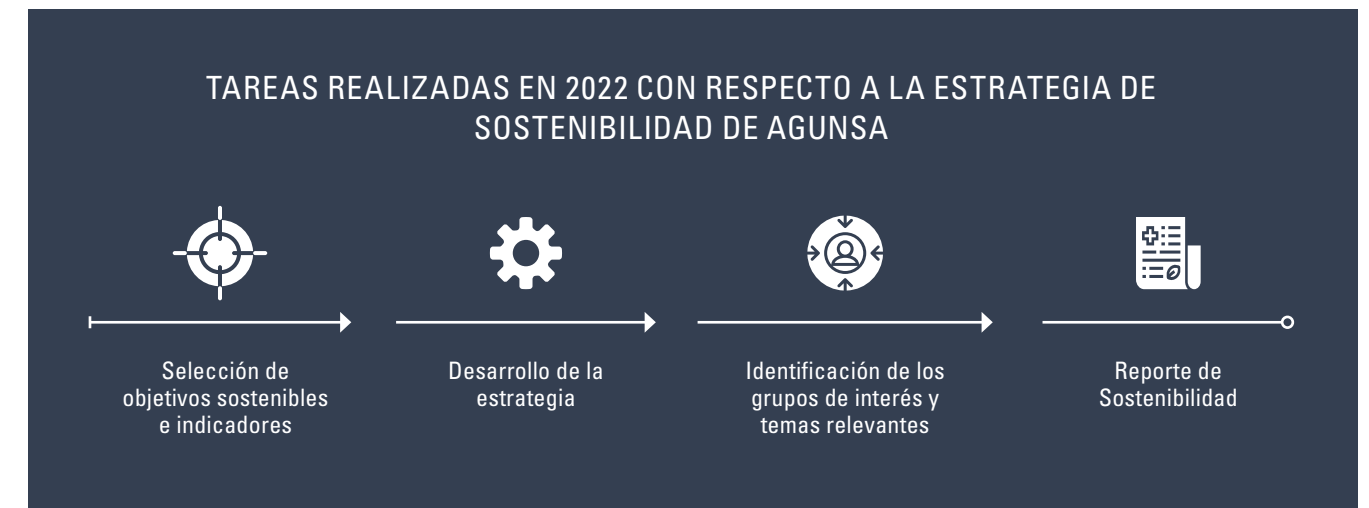 TAREAS REALIZADAS EN 2022 CON RESPECTO A LA ESTRATEGIA DE
SOSTENIBILIDAD DE AGUNSA
Selección de
objetivos sostenibles
e indicadores
Desarrollo de la
estrategia
Identificación de los
grupos de interés y
temas relevantes
Reporte de
Sostenibilidad